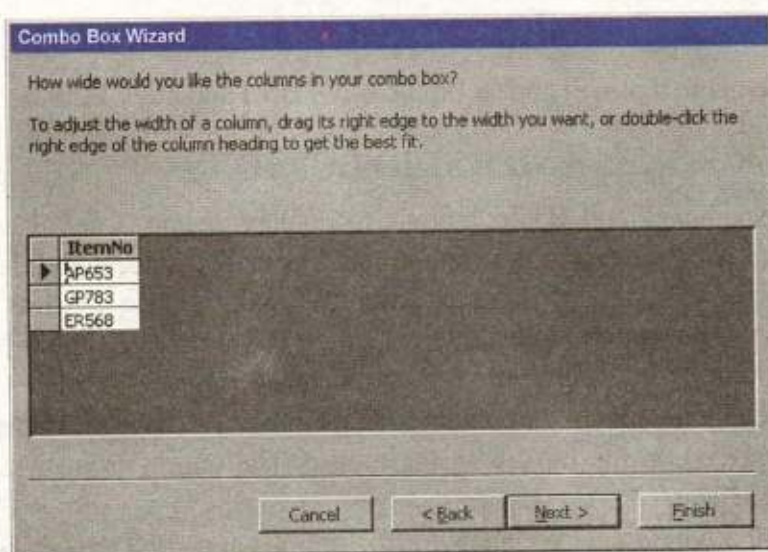 Combo Box Wizard
How wide would you like the columns in your combo box?
To adjust the width of a column, drag its right edge to the width you want, or double-click the
right edge of the column heading to get the best fit.
ItemNo
AP653
GP783
ER568
Cancel
< Back
Next >
Finish